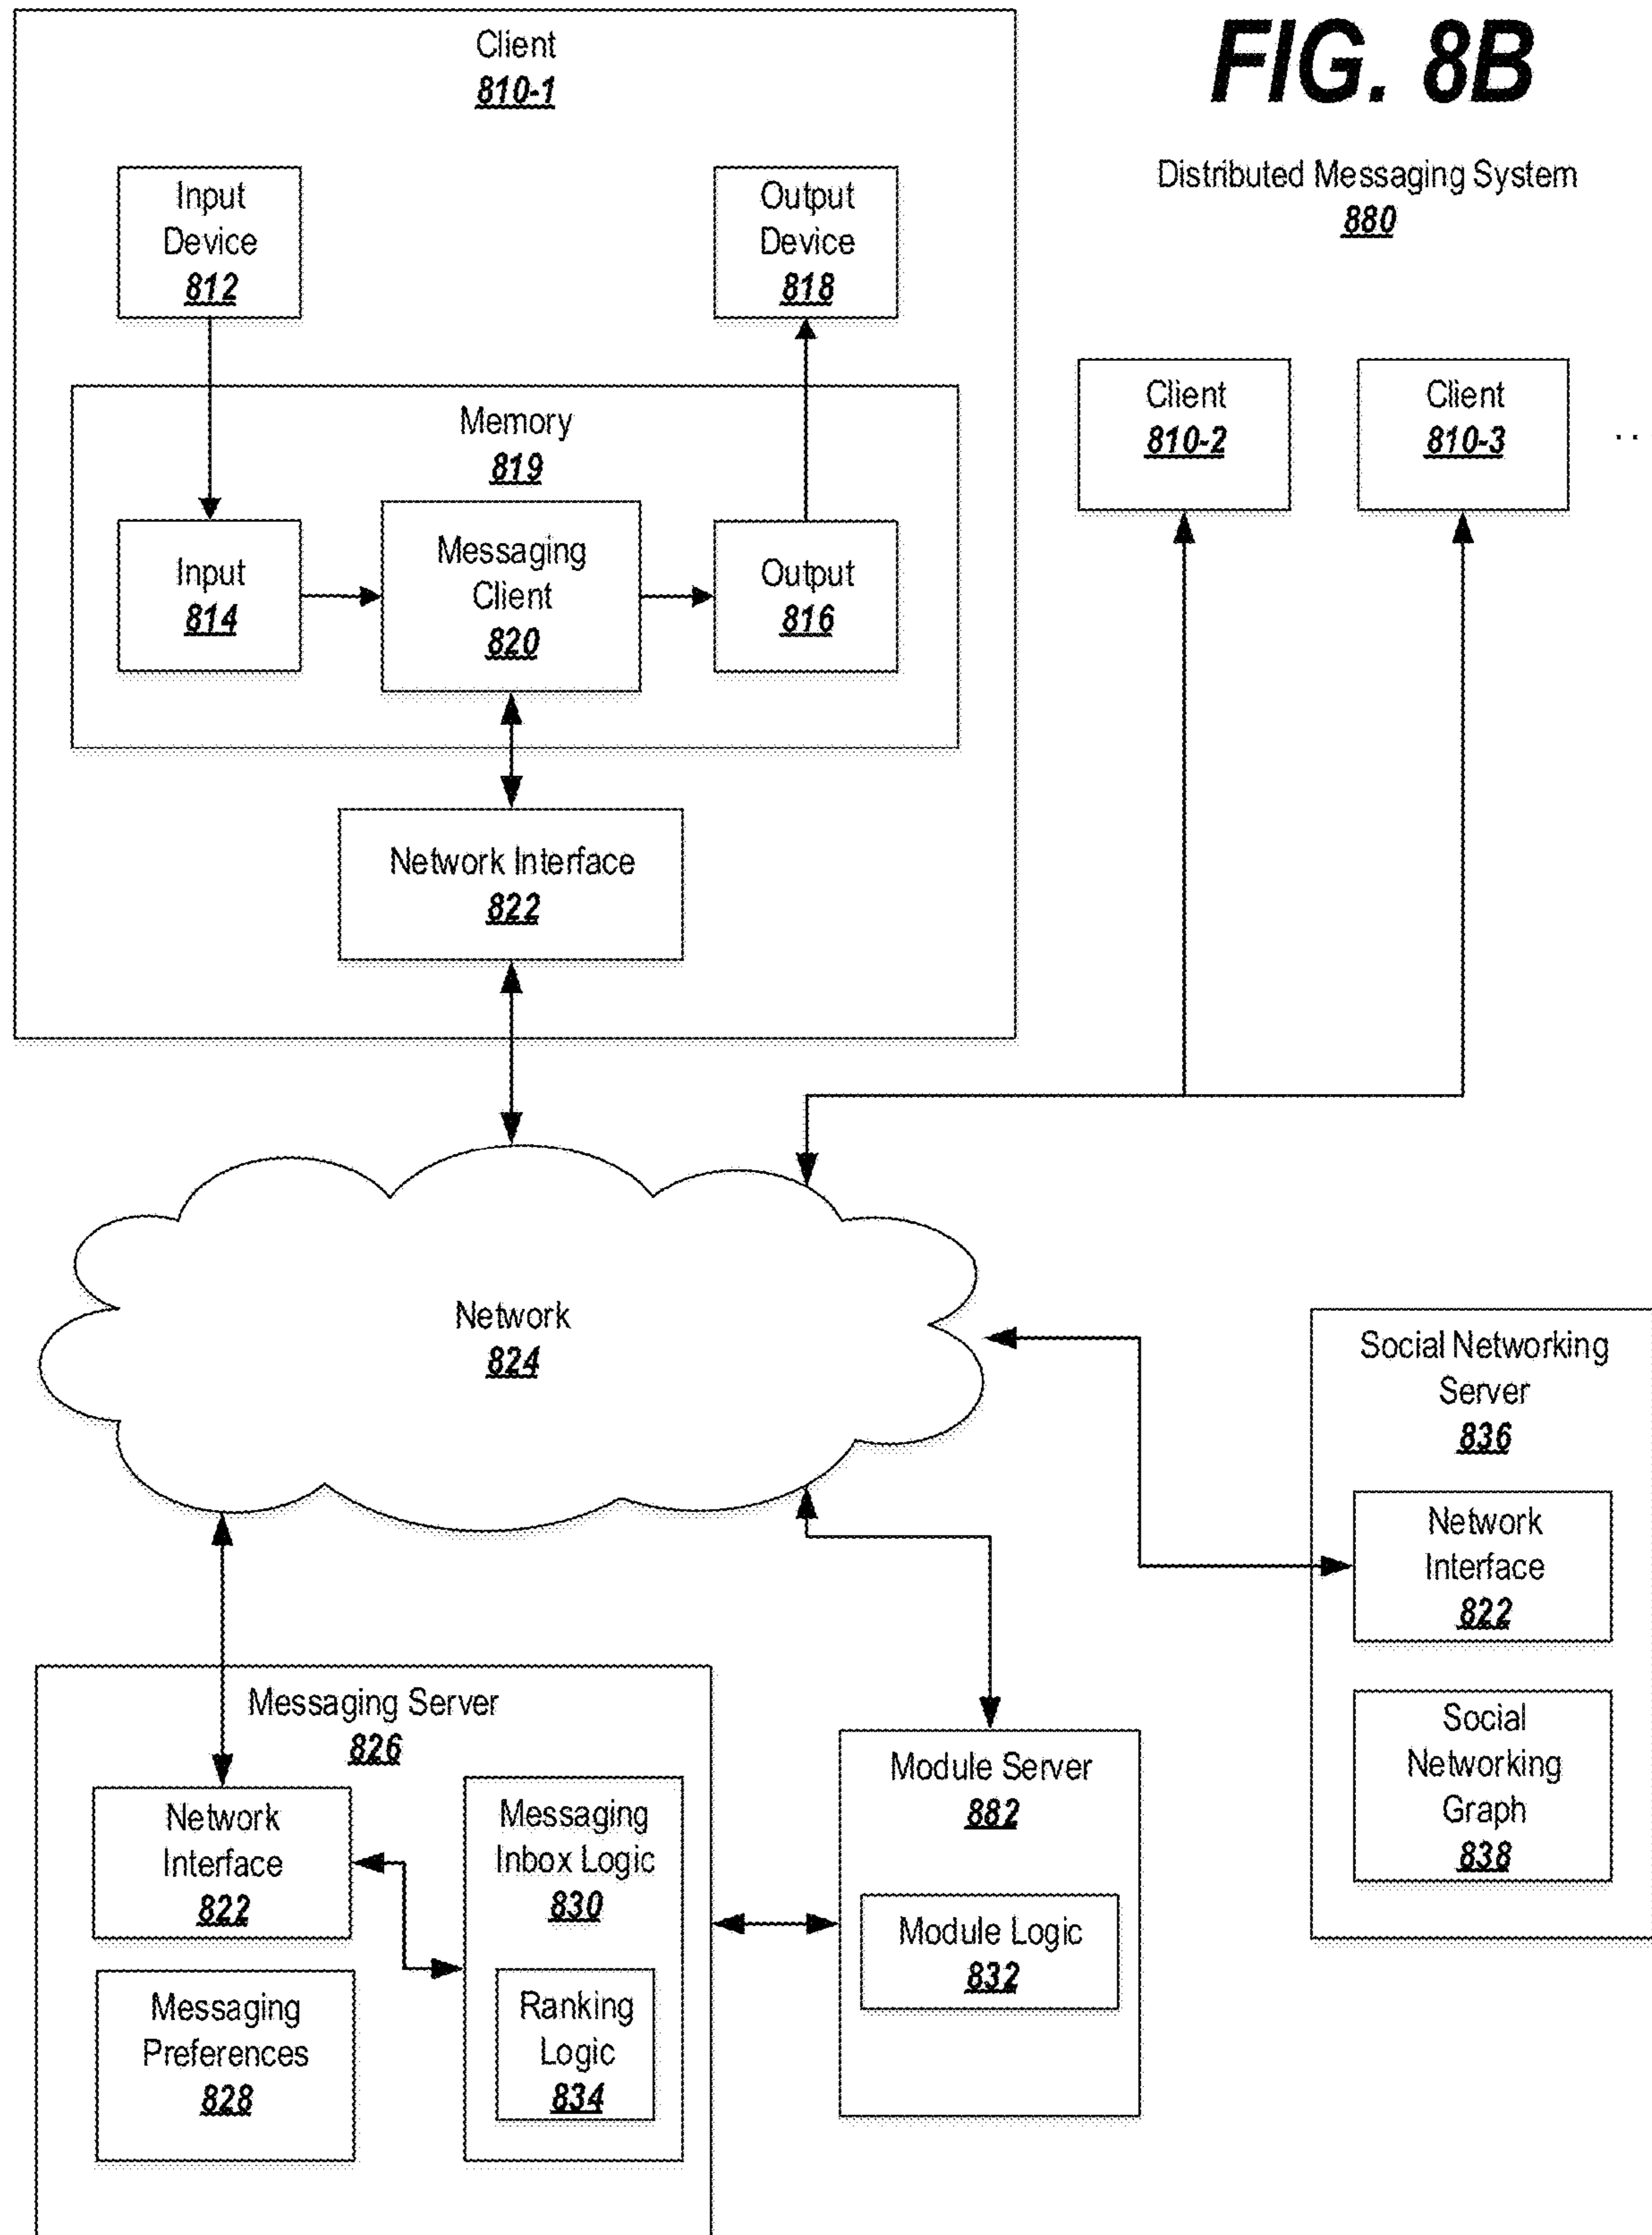 FIG. 8B
Distributed Messaging System
880
Client
810-1
Input
Device
812
Output
Device
818
Memory
819
Input
814
Messaging
Client
820
Output
816
Network Interface
822
Client
810-2
Client
810-3
..
Network
824
Social Networking
Server
836
Network
Interface
822
Social
Networking
Graph
838
Messaging Server
826
Network
Interface
822
Messaging
Preferences
828
Messaging
Inbox Logic
830
Ranking
Logic
834
Module Server
882
Module Logic
832